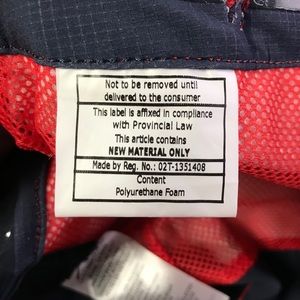 Not to be removed until
delivered to the consumer
This label is affixed in compliance
with Provincial Law
This article contains
NEW MATERIAL ONLY
Made by Reg. No.: 02T-1351408
Content
Polyurethane Foam